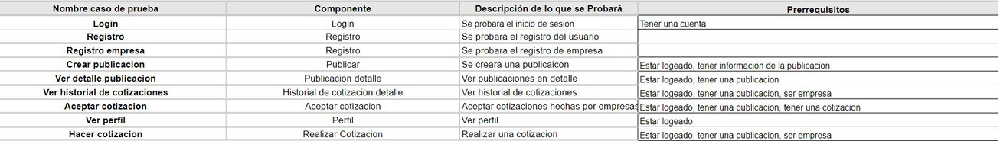 Nombre caso de prueba Componente Descripción de lo que se Probará Prerrequisitos
Login Login Se probara el inicio de sesion Tener una cuenta
Registro Registro Se probara el registro del usuario
Registro empresa Registro Se probara el registro de empresa
Crear publicacion Publicar Se creara una publicaicon Estar logeado, tener informacion de la publicacion
Ver detalle publicacion Publicacion detalle Ver publicaciones en detalle Estar logeado, tener una publicacion
Ver historial de cotizaciones Historial de cotizacion detalle Ver historial de cotizaciones Estar logeado, tener una publicacion, ser empresa
Aceptar cotizacion Aceptar cotizacion Aceptar cotizaciones hechas por empresas Estar logeado, tener una publicacion, tener una cotizacion
Ver perfil Perfil Ver perfil Estar logeado
Hacer cotizacion Realizar Cotizacion Realizar una cotizacion Estar logeado, tener una publicacion, ser empresa